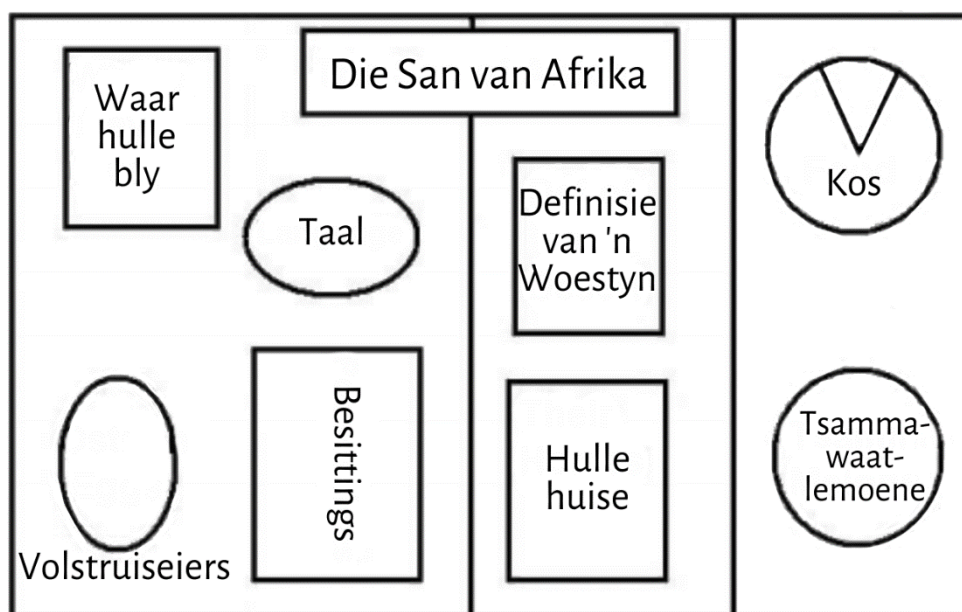 Die San van Afrika
Waar
hulle
bly
Taal
Volstruiseiers
Besittings
Definisie
van 'n
Woestyn
Hulle
huise
Kos
Tsamma-
waat-
lemoene